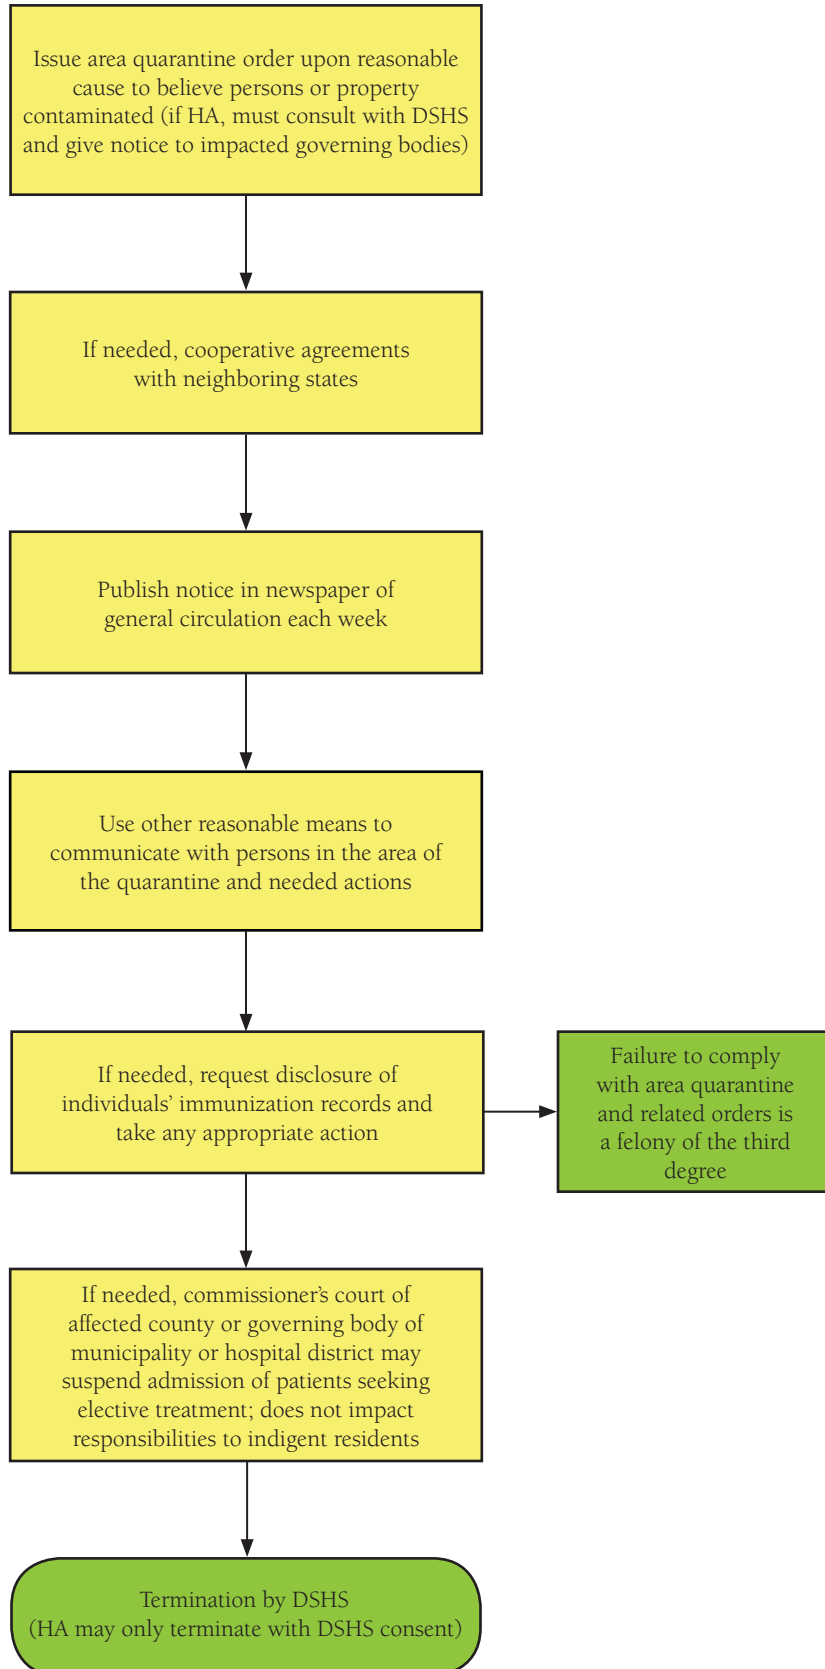 Issue area quarantine order upon reasonable
cause to believe persons or property
contaminated (if HA, must consult with DSHS
and give notice to impacted governing bodies)
If needed, cooperative agreements
with neighboring states
Publish notice in newspaper of
general circulation each week
Use other reasonable means to
communicate with persons in the area of
the quarantine and needed actions
If needed, request disclosure of
individuals’ immunization records and
take any appropriate action
Failure to comply
with area quarantine
and related orders is
a felony of the third
degree
If needed, commissioner’s court of
affected county or governing body of
municipality or hospital district may
suspend admission of patients seeking
elective treatment; does not impact
responsibilities to indigent residents
Termination by DSHS
(HA may only terminate with DSHS consent)